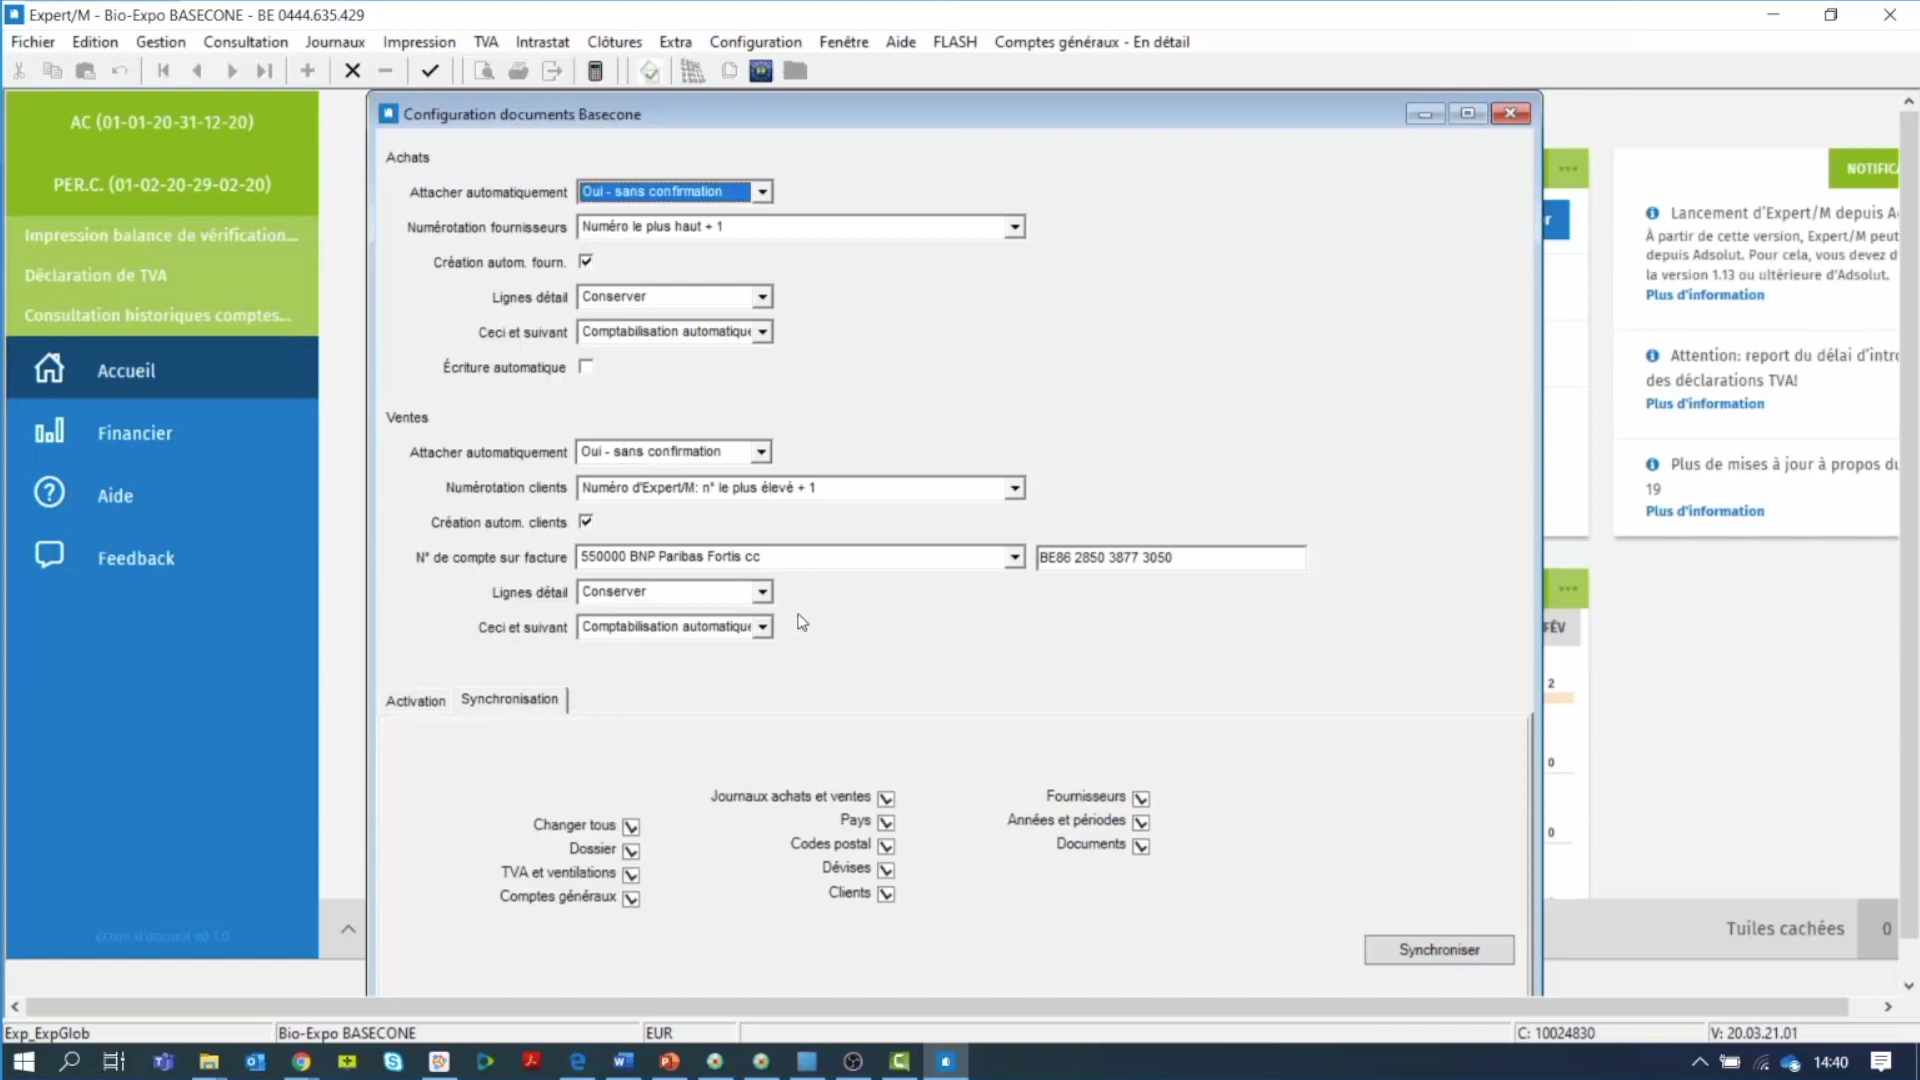 Expert/M - Bio-Expo BASECONE - BE 0444.635.429
Fichier Edition Gestion Consultation Journaux Impression TVA Intrastat Clôtures Extra Configuration Fenêtre Aide FLASH Comptes généraux - En détail
AC (01-01-20-31-12-20)
PER.C. (01-02-20-29-02-20)
Impression balance de vérification...
Déclaration de TVA
Consultation historiques comptes...
Accueil
Financier
Aide
Feedback
Configuration documents Basecone
Achats
Attacher automatiquement Oui - sans confirmation
Numérotation fournisseurs Numéro le plus haut + 1
Création autom. fourn.
Lignes détail Conserver
Ceci et suivant Comptabilisation automatique
Écriture automatique
Ventes
Attacher automatiquement Oui - sans confirmation
Numérotation clients Numéro d'Expert/M: n° le plus élevé + 1
Création autom. clients
N° de compte sur facture 550000 BNP Paribas Fortis cc BE86 2850 3877 3050
Lignes détail Conserver
Ceci et suivant Comptabilisation automatique
Activation Synchronisation
Journaux achats et ventes Fournisseurs
Changer tous Pays Années et périodes
Dossier Codes postal Documents
TVA et ventilations Dévises
Comptes généraux Clients
Synchroniser
NOTIFICA
Lancement d'Expert/M depuis A
À partir de cette version, Expert/M peut
depuis Adsolut. Pour cela, vous devez d
la version 1.13 ou ultérieure d'Adsolut.
Plus d'information
Attention: report du délai d'intro
des déclarations TVA!
Plus d'information
Plus de mises à jour à propos du
19
Plus d'information
r
FÉV
2
0
0
Tuiles cachées 0
Exp_ExpGlob Bio-Expo BASECONE EUR C: 10024830 V: 20.03.21.01
14:40